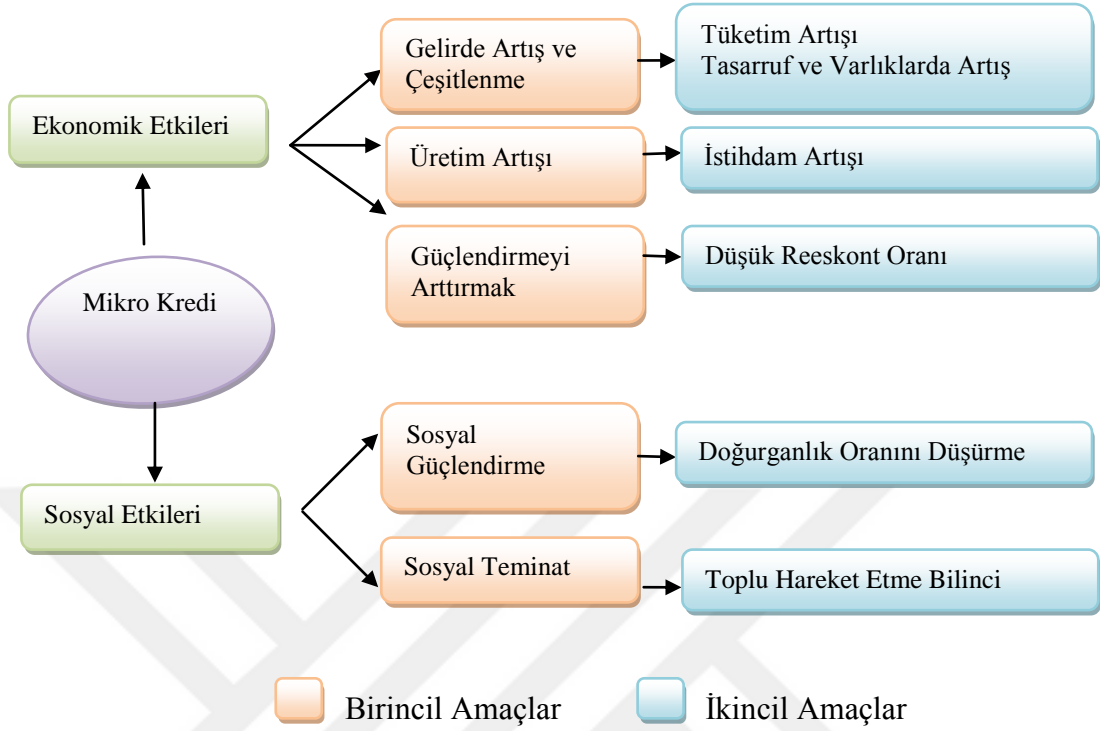 Gelirde Artış ve
Çeşitlenme
Tüketim Artışı
Tasarruf ve Varlıklarda Artış
Ekonomik Etkileri
Üretim Artışı
İstihdam Artışı
Güçlendirmeyi
Arttırmak
Düşük Reeskont Oranı
Mikro Kredi
Sosyal
Güçlendirme
Doğurganlık Oranını Düşürme
Sosyal Etkileri
Sosyal Teminat
Toplu Hareket Etme Bilinci
Birincil Amaçlar
İkincil Amaçlar